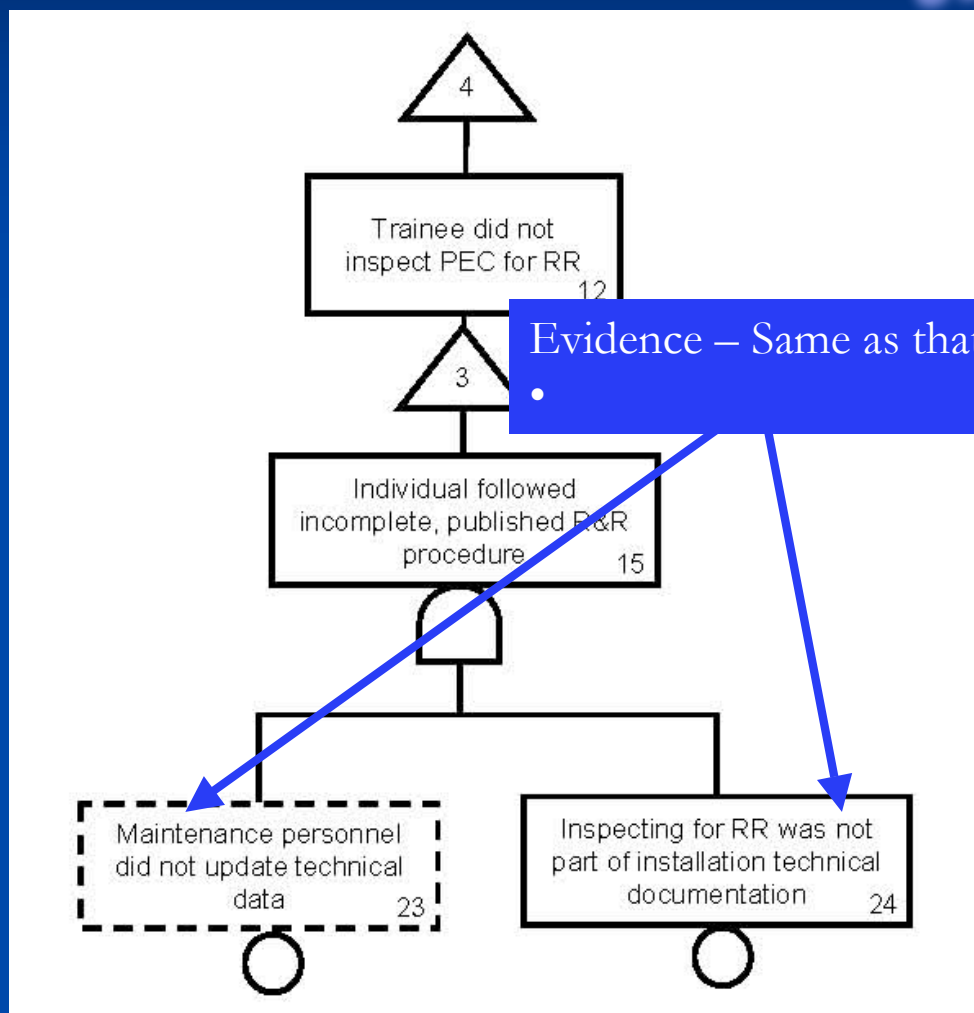 4
Trainee did not
inspect PEC for RR
12
Evidence – Same as that
•
3
Individual followed
incomplete, published R&R
procedure
15
Maintenance personnel
did not update technical
data
23
Inspecting for RR was not
part of installation technical
documentation
24